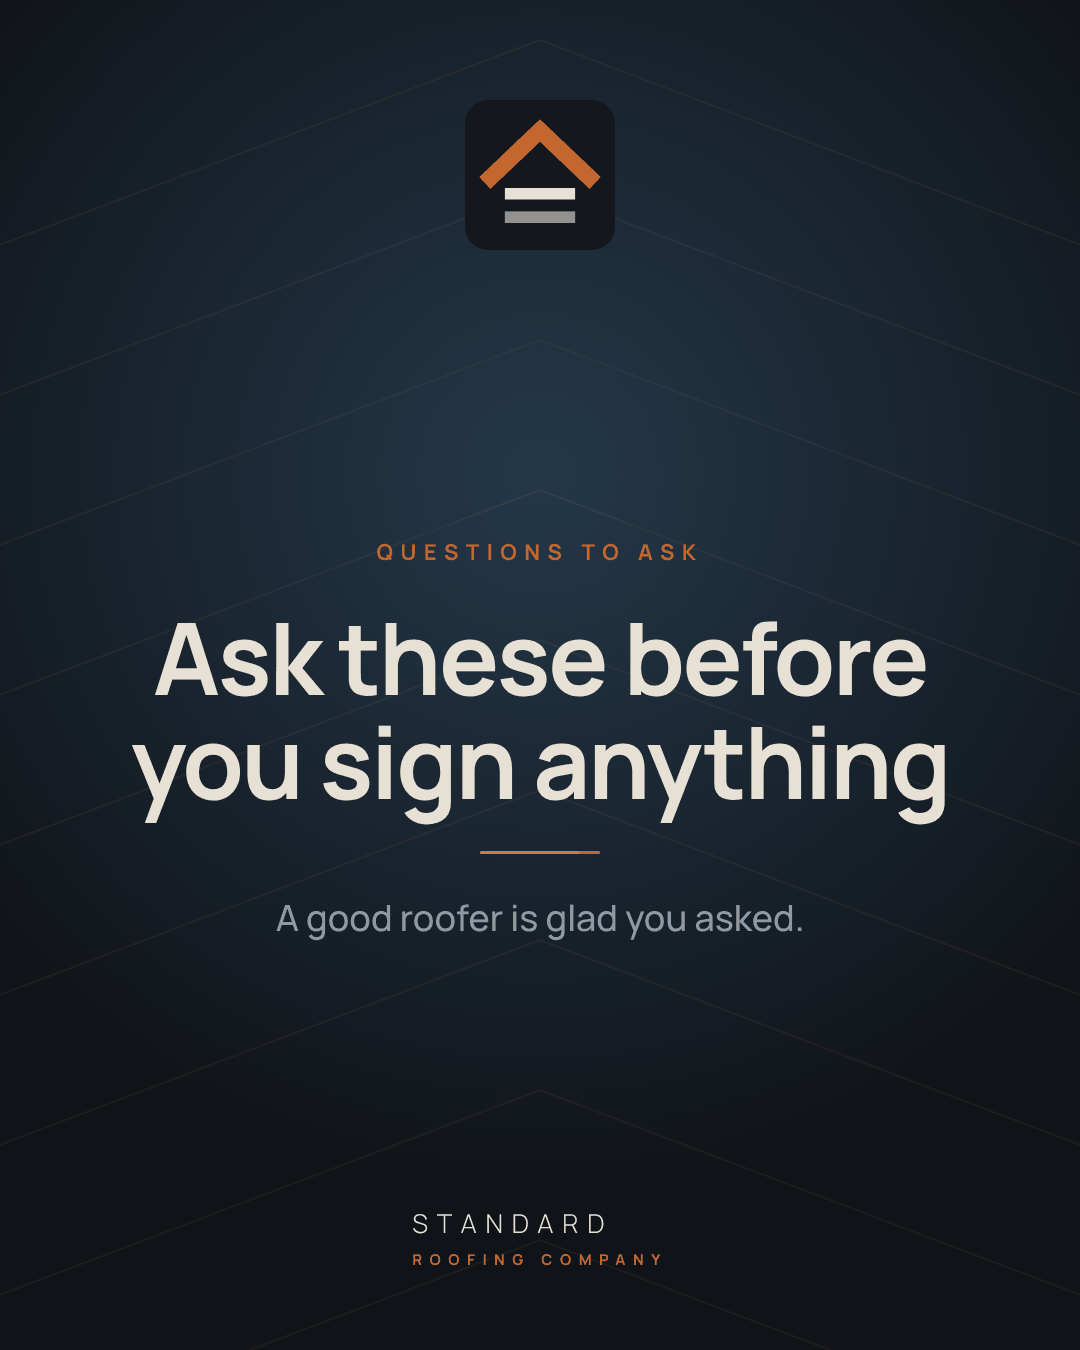 QUESTIONS TO ASK
Ask these before
you sign anything
A good roofer is glad you asked.
STANDARD
ROOFING COMPANY